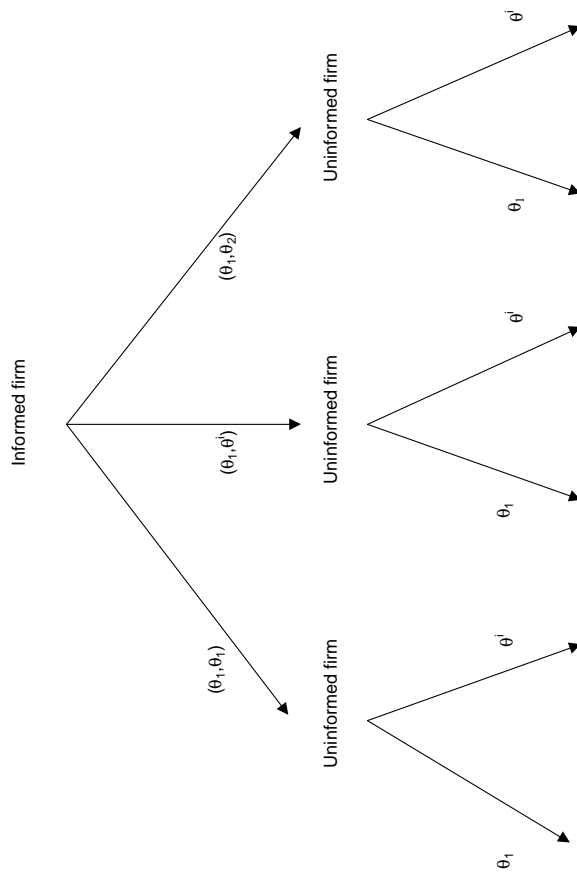 Informed firm
(θ₁,θ₁)
(θ₁,θⁱ)
(θ₁,θ₂)
Uninformed firm
Uninformed firm
Uninformed firm
θ₁
θⁱ
θ₁
θⁱ
θ₁
θⁱ